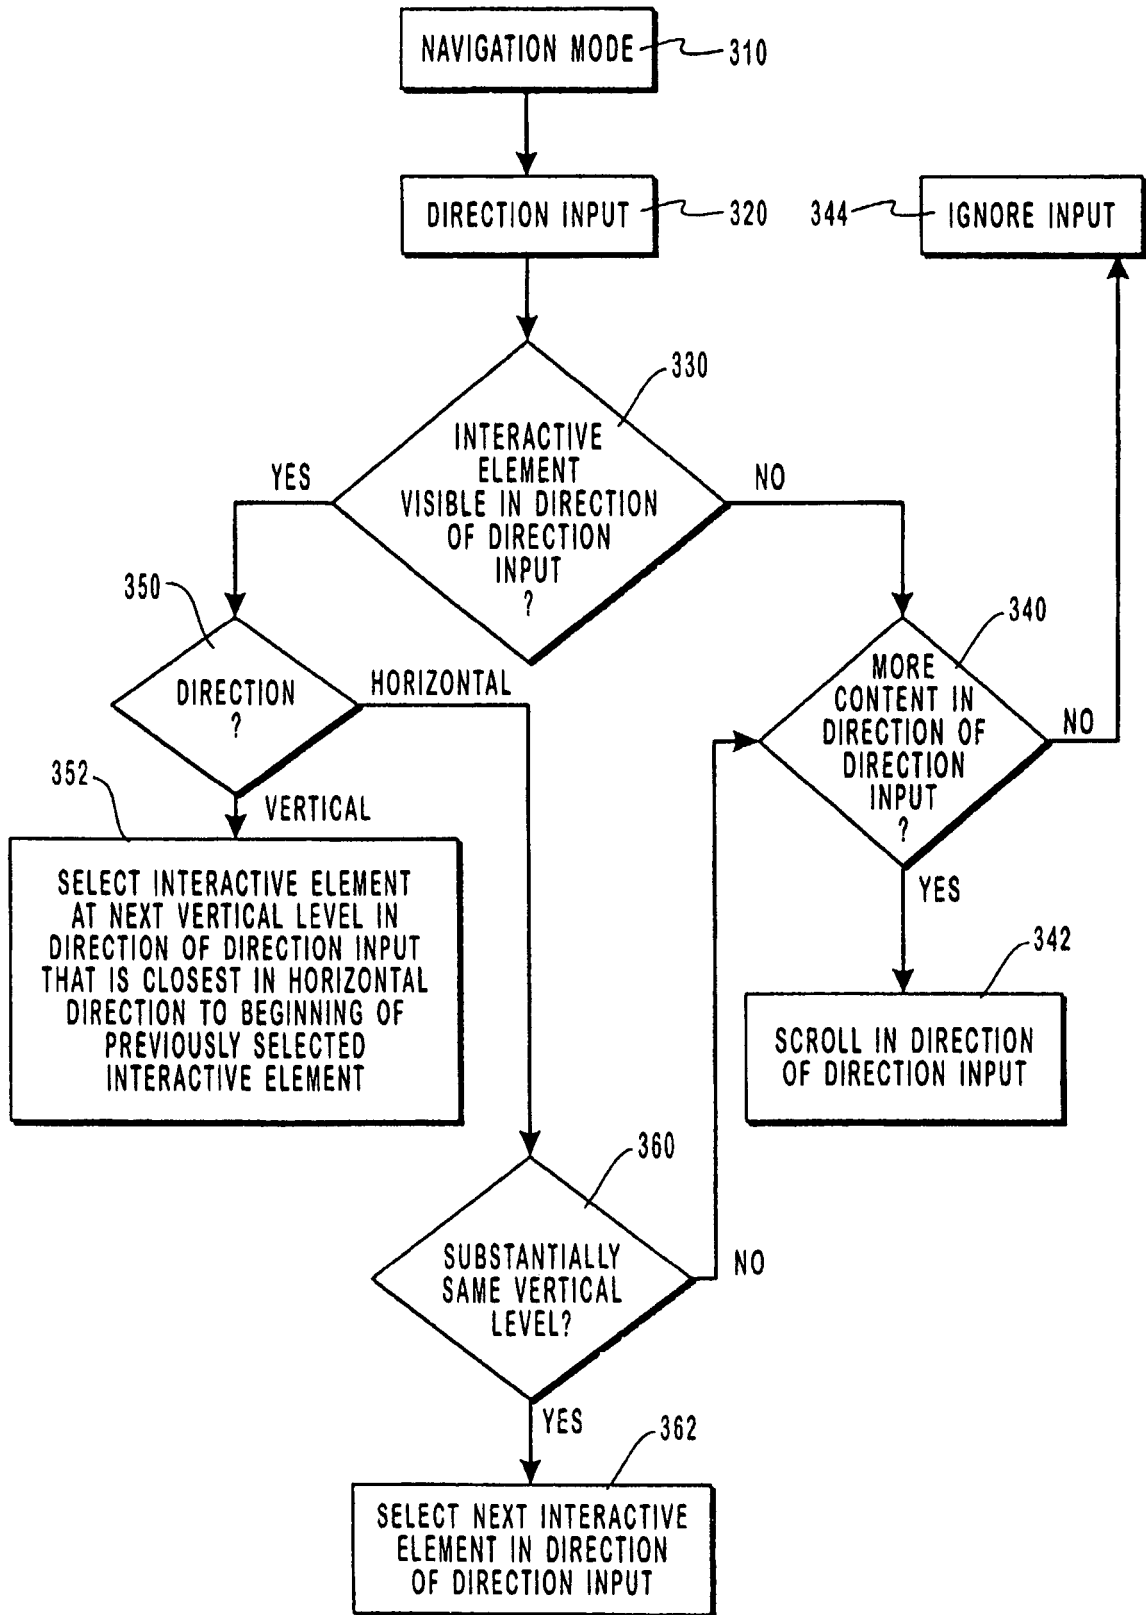 NAVIGATION MODE
310
DIRECTION INPUT
320
344
IGNORE INPUT
330
INTERACTIVE
ELEMENT
VISIBLE IN DIRECTION
OF DIRECTION
INPUT
?
YES
NO
350
DIRECTION
?
HORIZONTAL
VERTICAL
340
MORE
CONTENT IN
DIRECTION OF
DIRECTION
INPUT
?
NO
YES
352
SELECT INTERACTIVE ELEMENT
AT NEXT VERTICAL LEVEL IN
DIRECTION OF DIRECTION INPUT
THAT IS CLOSEST IN HORIZONTAL
DIRECTION TO BEGINNING OF
PREVIOUSLY SELECTED
INTERACTIVE ELEMENT
342
SCROLL IN DIRECTION
OF DIRECTION INPUT
360
SUBSTANTIALLY
SAME VERTICAL
LEVEL?
NO
YES
362
SELECT NEXT INTERACTIVE
ELEMENT IN DIRECTION
OF DIRECTION INPUT